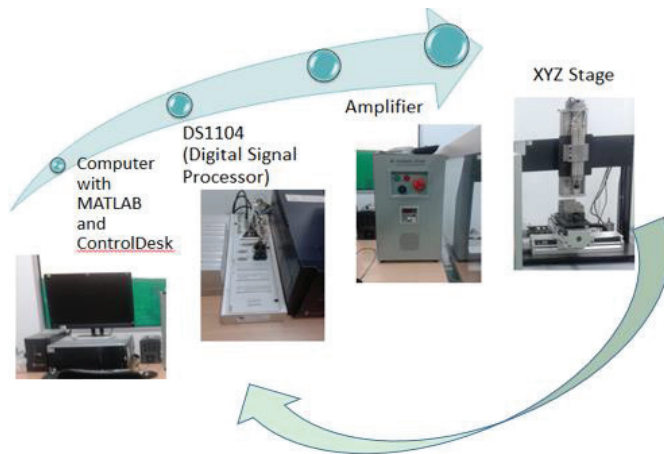 Computer
with
MATLAB
and
ControlDesk
DS1104
(Digital Signal
Processor)
Amplifier
XYZ Stage